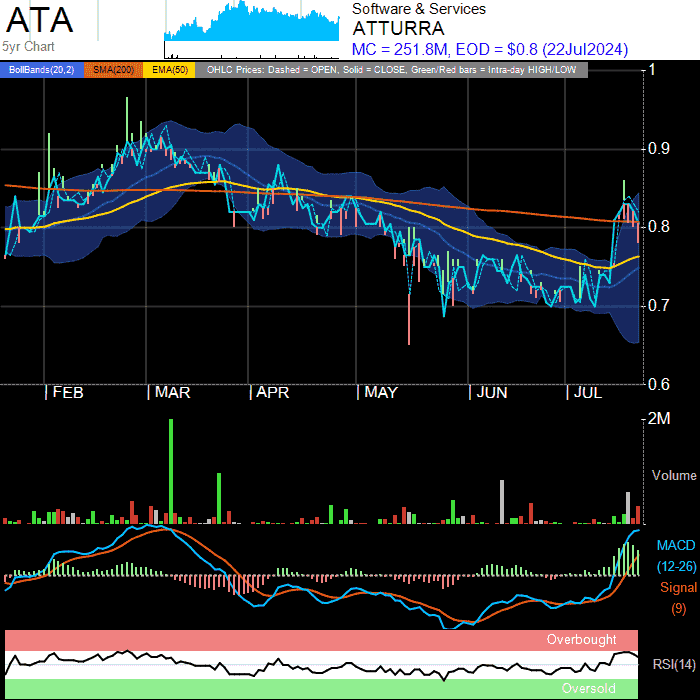 ATA
5yr Chart
Software & Services
ATTURRA
MC = 251.8M, EOD = $0.8 (22Jul2024)
BollBands(20,2) SMA(200) EMA(50) OHLC Prices: Dashed = OPEN, Solid = CLOSE, Green/Red bars = Intra-day HIGH/LOW
1
0.9
0.8
0.7
0.6
FEB MAR APR MAY JUN JUL
2M
Volume
MACD
(12-26)
Signal
(9)
Overbought
RSI(14)
Oversold